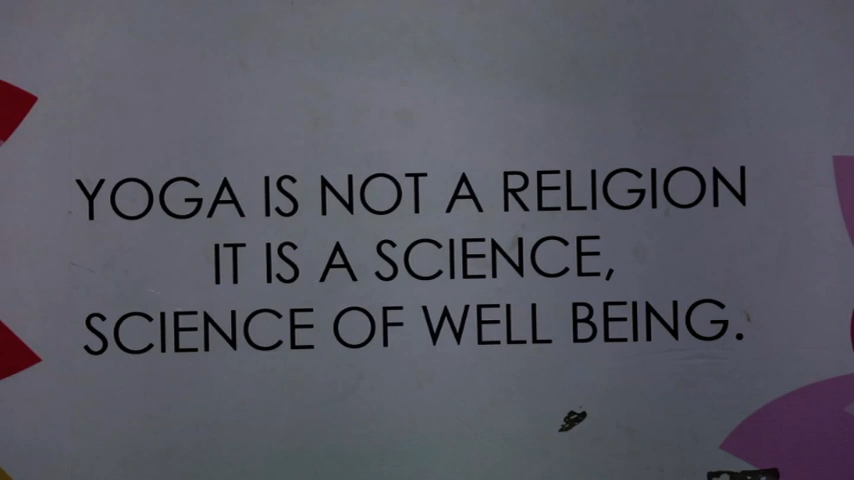 YOGA IS NOT A RELIGION
IT IS A SCIENCE,
SCIENCE OF WELL BEING.